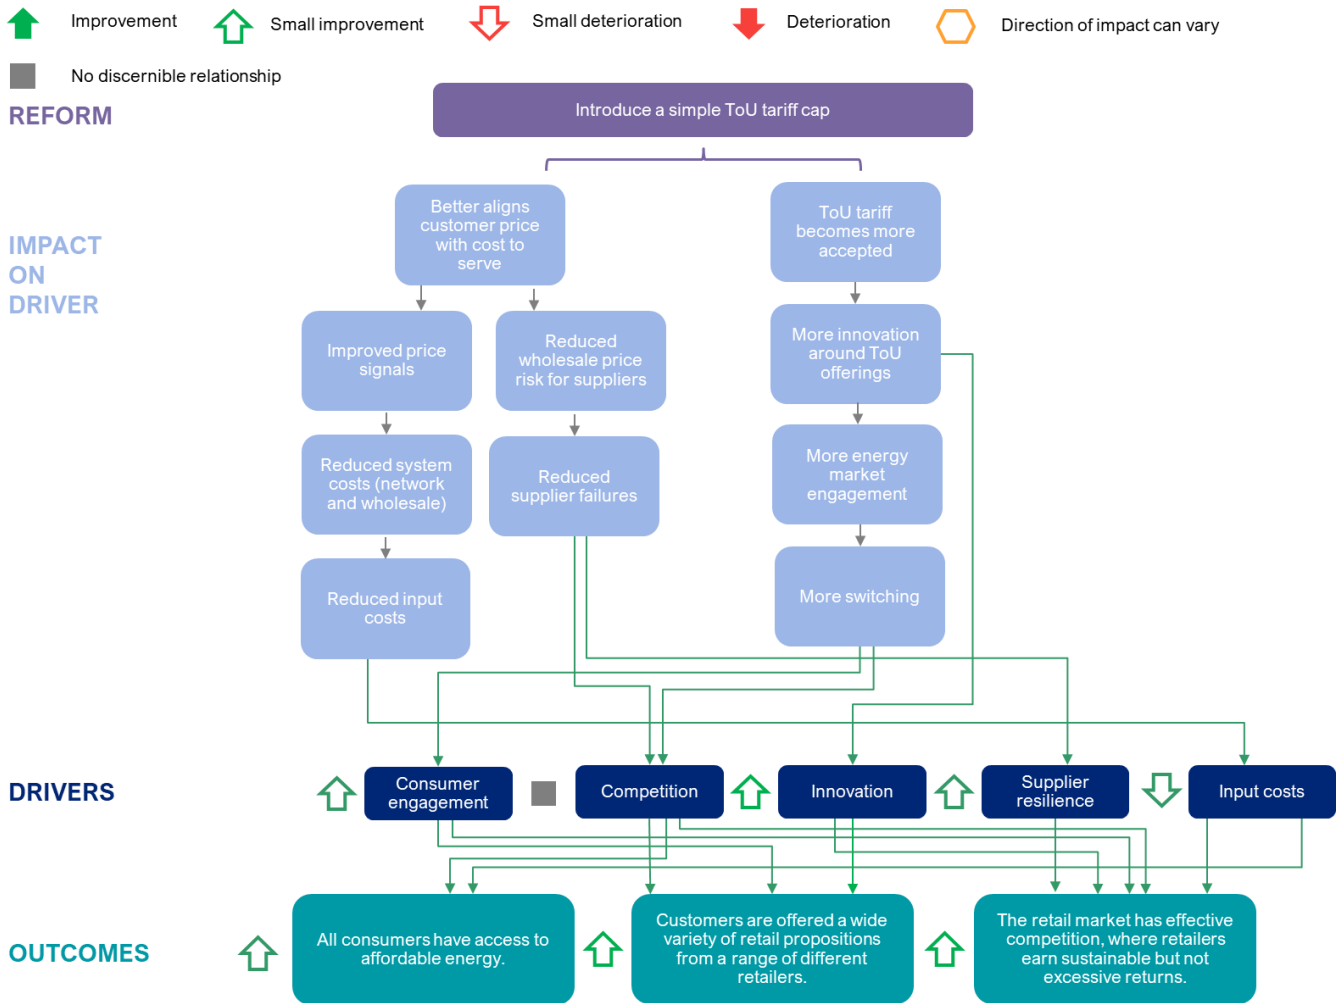 Improvement
Small improvement
Small deterioration
Deterioration
Direction of impact can vary
No discernible relationship
REFORM
Introduce a simple ToU tariff cap
IMPACT
ON
DRIVER
Better aligns
customer price
with cost to
serve
ToU tariff
becomes more
accepted
Improved price
signals
Reduced
wholesale price
risk for suppliers
More innovation
around ToU
offerings
Reduced system
costs (network
and wholesale)
Reduced
supplier failures
More energy
market
engagement
Reduced input
costs
More switching
DRIVERS
Consumer
engagement
Competition
Innovation
Supplier
resilience
Input costs
OUTCOMES
All consumers have access to
affordable energy.
Customers are offered a wide
variety of retail propositions
from a range of different
retailers.
The retail market has effective
competition, where retailers
earn sustainable but not
excessive returns.